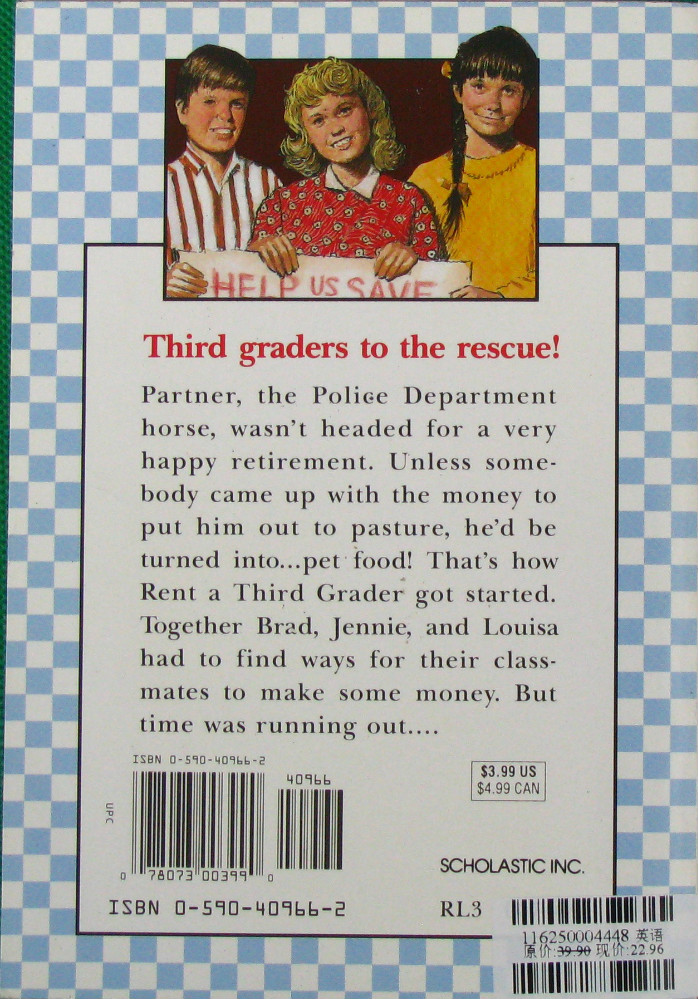 HELP US SAVE
Third graders to the rescue!
Partner, the Police Department
horse, wasn't headed for a very
happy retirement. Unless some-
body came up with the money to
put him out to pasture, he'd be
turned into...pet food! That's how
Rent a Third Grader got started.
Together Brad, Jennie, and Louisa
had to find ways for their class-
mates to make some money. But
time was running out....
ISBN 0-590-40966-2
40966
$3.99 US
$4.99 CAN
UPC
0 78073 00399 0
SCHOLASTIC INC.
ISBN 0-590-40966-2
RL3
116250004448 英语
原价:39.90 现价:22.96